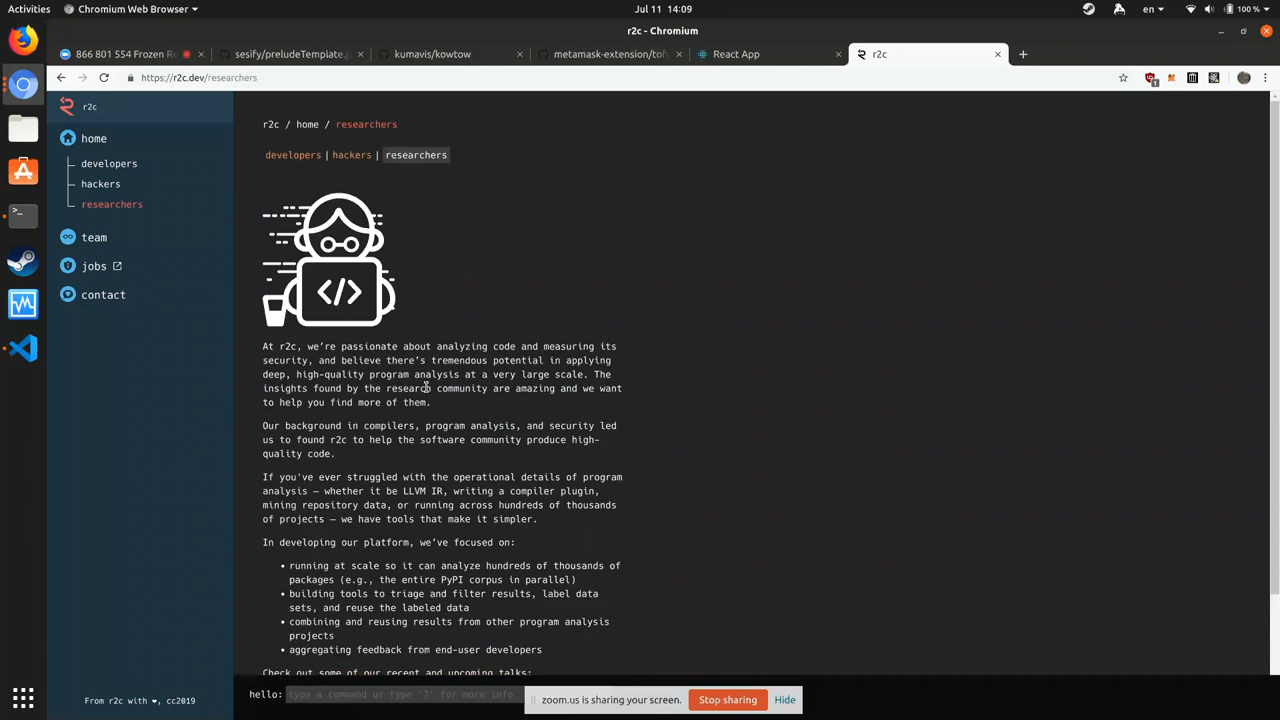 Activities
Chromium Web Browser
Jul 11 14:09
en
100 %
r2c - Chromium
866 801 554 Frozen Re
sesify/preludeTemplate.j
kumavis/kowtow
metamask-extension/tofu
React App
r2c
https://r2c.dev/researchers
1
r2c
home
developers
hackers
researchers
team
jobs
contact
From r2c with ❤, cc2019
r2c / home / researchers
developers | hackers | researchers
</>
At r2c, we’re passionate about analyzing code and measuring its
security, and believe there’s tremendous potential in applying
deep, high-quality program analysis at a very large scale. The
insights found by the research community are amazing and we want
to help you find more of them.
Our background in compilers, program analysis, and security led
us to found r2c to help the software community produce high-
quality code.
If you've ever struggled with the operational details of program
analysis — whether it be LLVM IR, writing a compiler plugin,
mining repository data, or running across hundreds of thousands
of projects — we have tools that make it simpler.
In developing our platform, we’ve focused on:
• running at scale so it can analyze hundreds of thousands of
packages (e.g., the entire PyPI corpus in parallel)
• building tools to triage and filter results, label data
sets, and reuse the labeled data
• combining and reusing results from other program analysis
projects
• aggregating feedback from end-user developers
Check out some of our recent and upcoming talks:
hello: type a command or type '?' for more info
zoom.us is sharing your screen.
Stop sharing
Hide